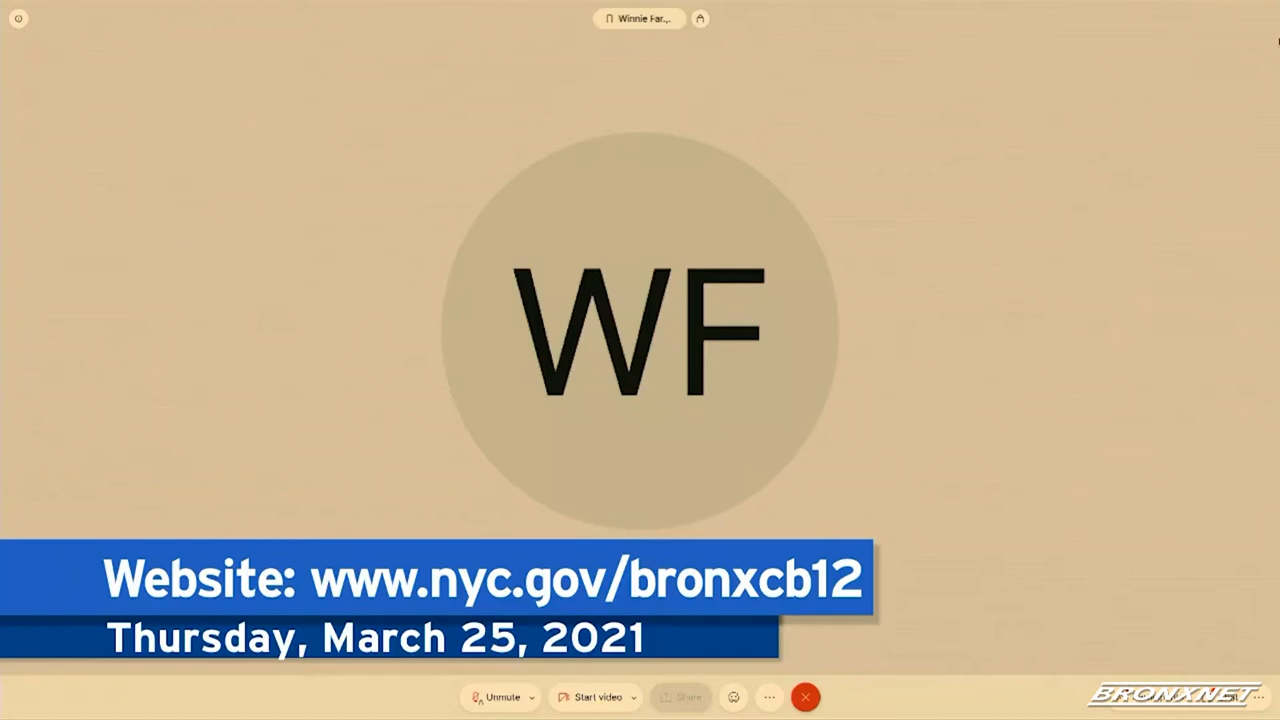 Winnie Far...
WF
Website: www.nyc.gov/bronxcb12
Thursday, March 25, 2021
Unmute
Start video
Share
BRONXNET